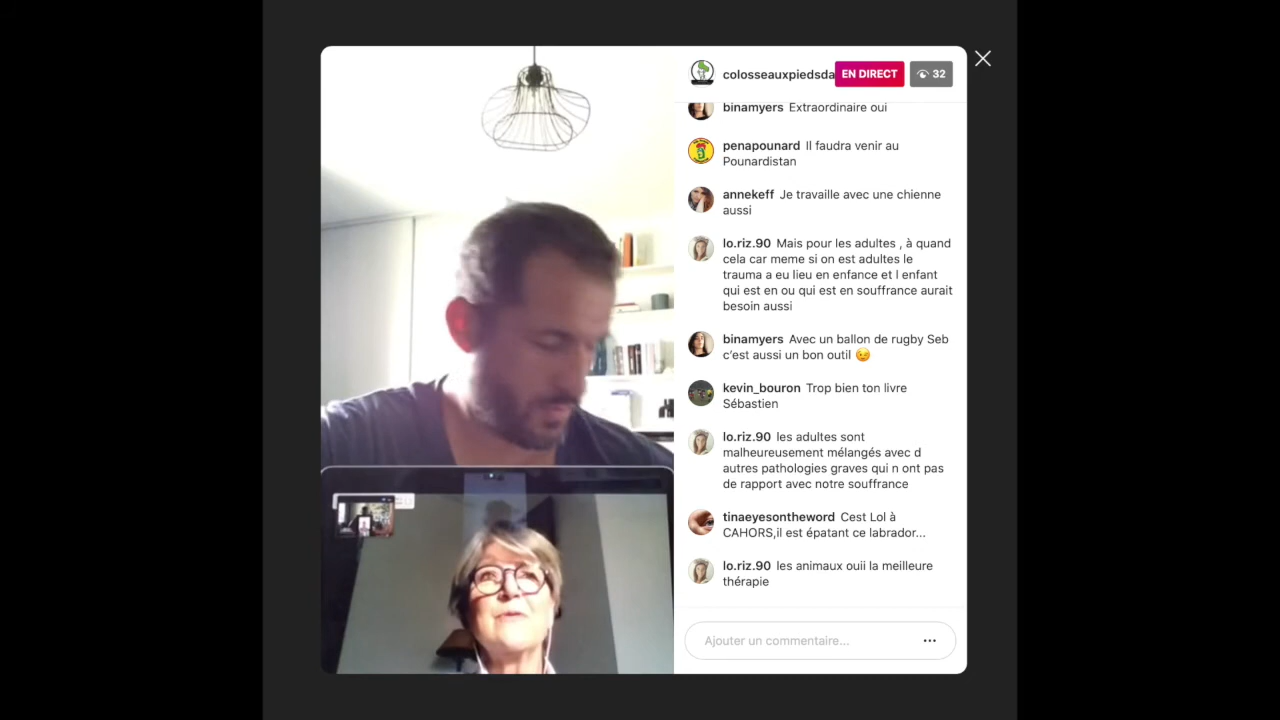 colosseauxpiedsda EN DIRECT 32
binamyers Extraordinaire oui
penapounard Il faudra venir au
Pounardistan
annekeff Je travaille avec une chienne
aussi
lo.riz.90 Mais pour les adultes , à quand
cela car meme si on est adultes le
trauma a eu lieu en enfance et l enfant
qui est en ou qui est en souffrance aurait
besoin aussi
binamyers Avec un ballon de rugby Seb
c'est aussi un bon outil 😉
kevin_bouron Trop bien ton livre
Sébastien
lo.riz.90 les adultes sont
malheureusement mélangés avec d
autres pathologies graves qui n ont pas
de rapport avec notre souffrance
tinaeyesontheword Cest Lol à
CAHORS,il est épatant ce labrador...
lo.riz.90 les animaux ouii la meilleure
thérapie
Ajouter un commentaire...